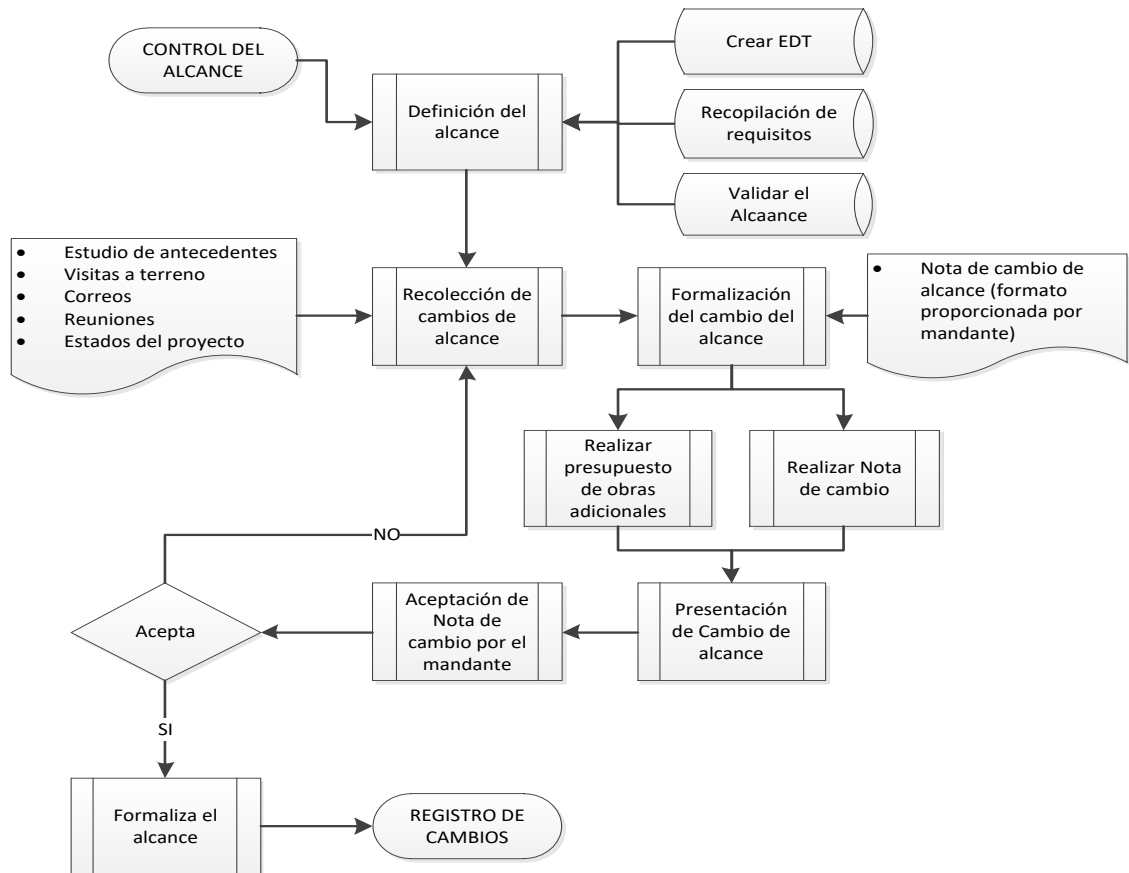 CONTROL DEL
ALCANCE
Definición del
alcance
Crear EDT
Recopilación de
requisitos
Validar el
Alcaance
• Estudio de antecedentes
• Visitas a terreno
• Correos
• Reuniones
• Estados del proyecto
Recolección de
cambios de
alcance
Formalización
del cambio del
alcance
• Nota de cambio de
alcance (formato
proporcionada por
mandante)
Realizar
presupuesto
de obras
adicionales
Realizar Nota
de cambio
NO
Acepta
Aceptación de
Nota de
cambio por el
mandante
Presentación
de Cambio de
alcance
SI
Formaliza el
alcance
REGISTRO DE
CAMBIOS